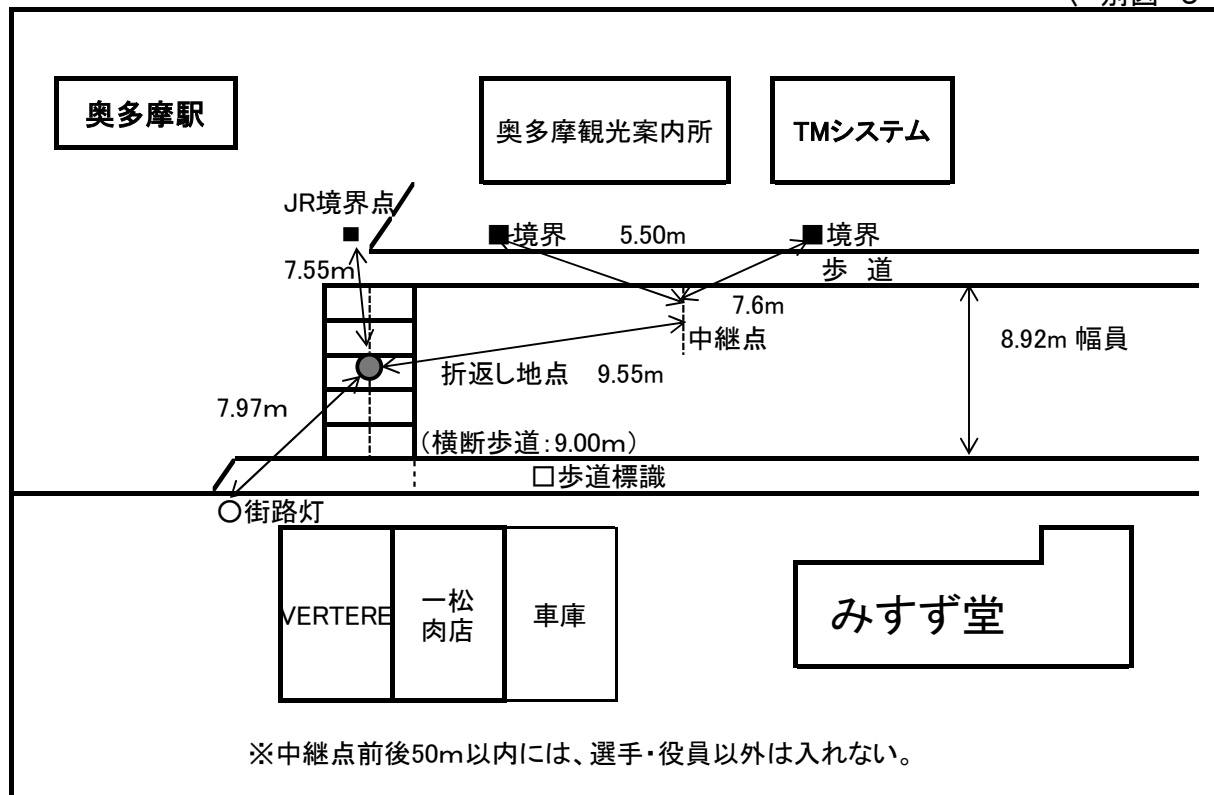 奥多摩駅
奥多摩観光案内所
TMシステム
JR境界点
■
■境界
5.50m
■境界
歩 道
7.55m
7.6m
中継点
8.92m 幅員
折返し地点 9.55m
7.97m
(横断歩道:9.00m)
□歩道標識
○街路灯
VERTERE
一松
肉店
車庫
みすず堂
※中継点前後50m以内には、選手・役員以外は入れない。